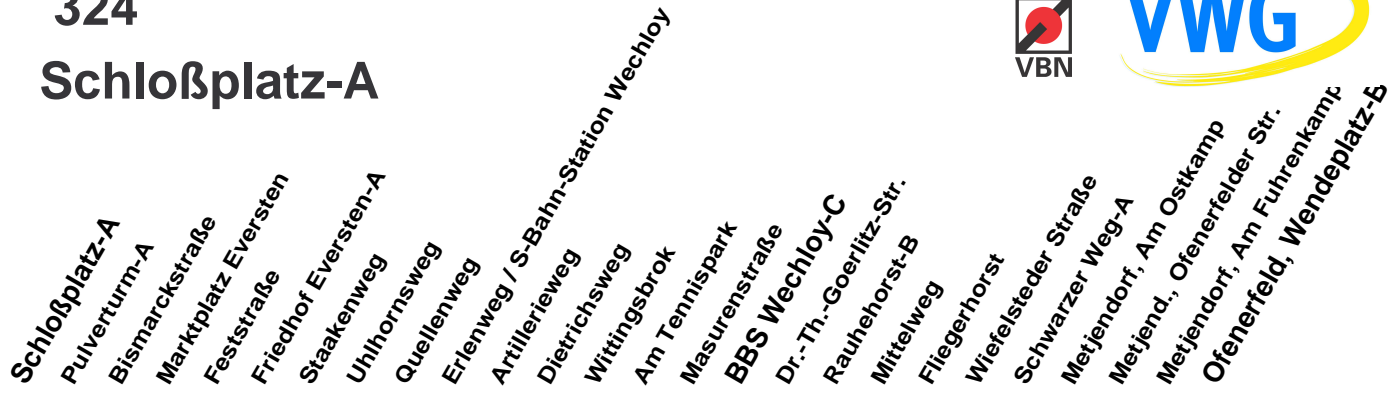 324
Schloßplatz-A
VBN
VWG
Schloßplatz-A
Pulverturm-A
Bismarckstraße
Marktplatz Eversten
Feststraße
Friedhof Eversten-A
Staakenweg
Uhlhornsweg
Quellenweg
Erlenweg / S-Bahn-Station Wechloy
Artillerieweg
Dietrichsweg
Wittingsbrok
Am Tennispark
Masurenstraße
BBS Wechloy-C
Dr.-Th.-Goerlitz-Str.
Rauhehorst-B
Mittelweg
Fliegerhorst
Wiefelsteder Straße
Schwarzer Weg-A
Metjendorf, Am Ostkamp
Metjend., Ofenerfelder Str.
Metjendorf, Am Fuhrenkamp
Ofenerfeld, Wendeplatz-B